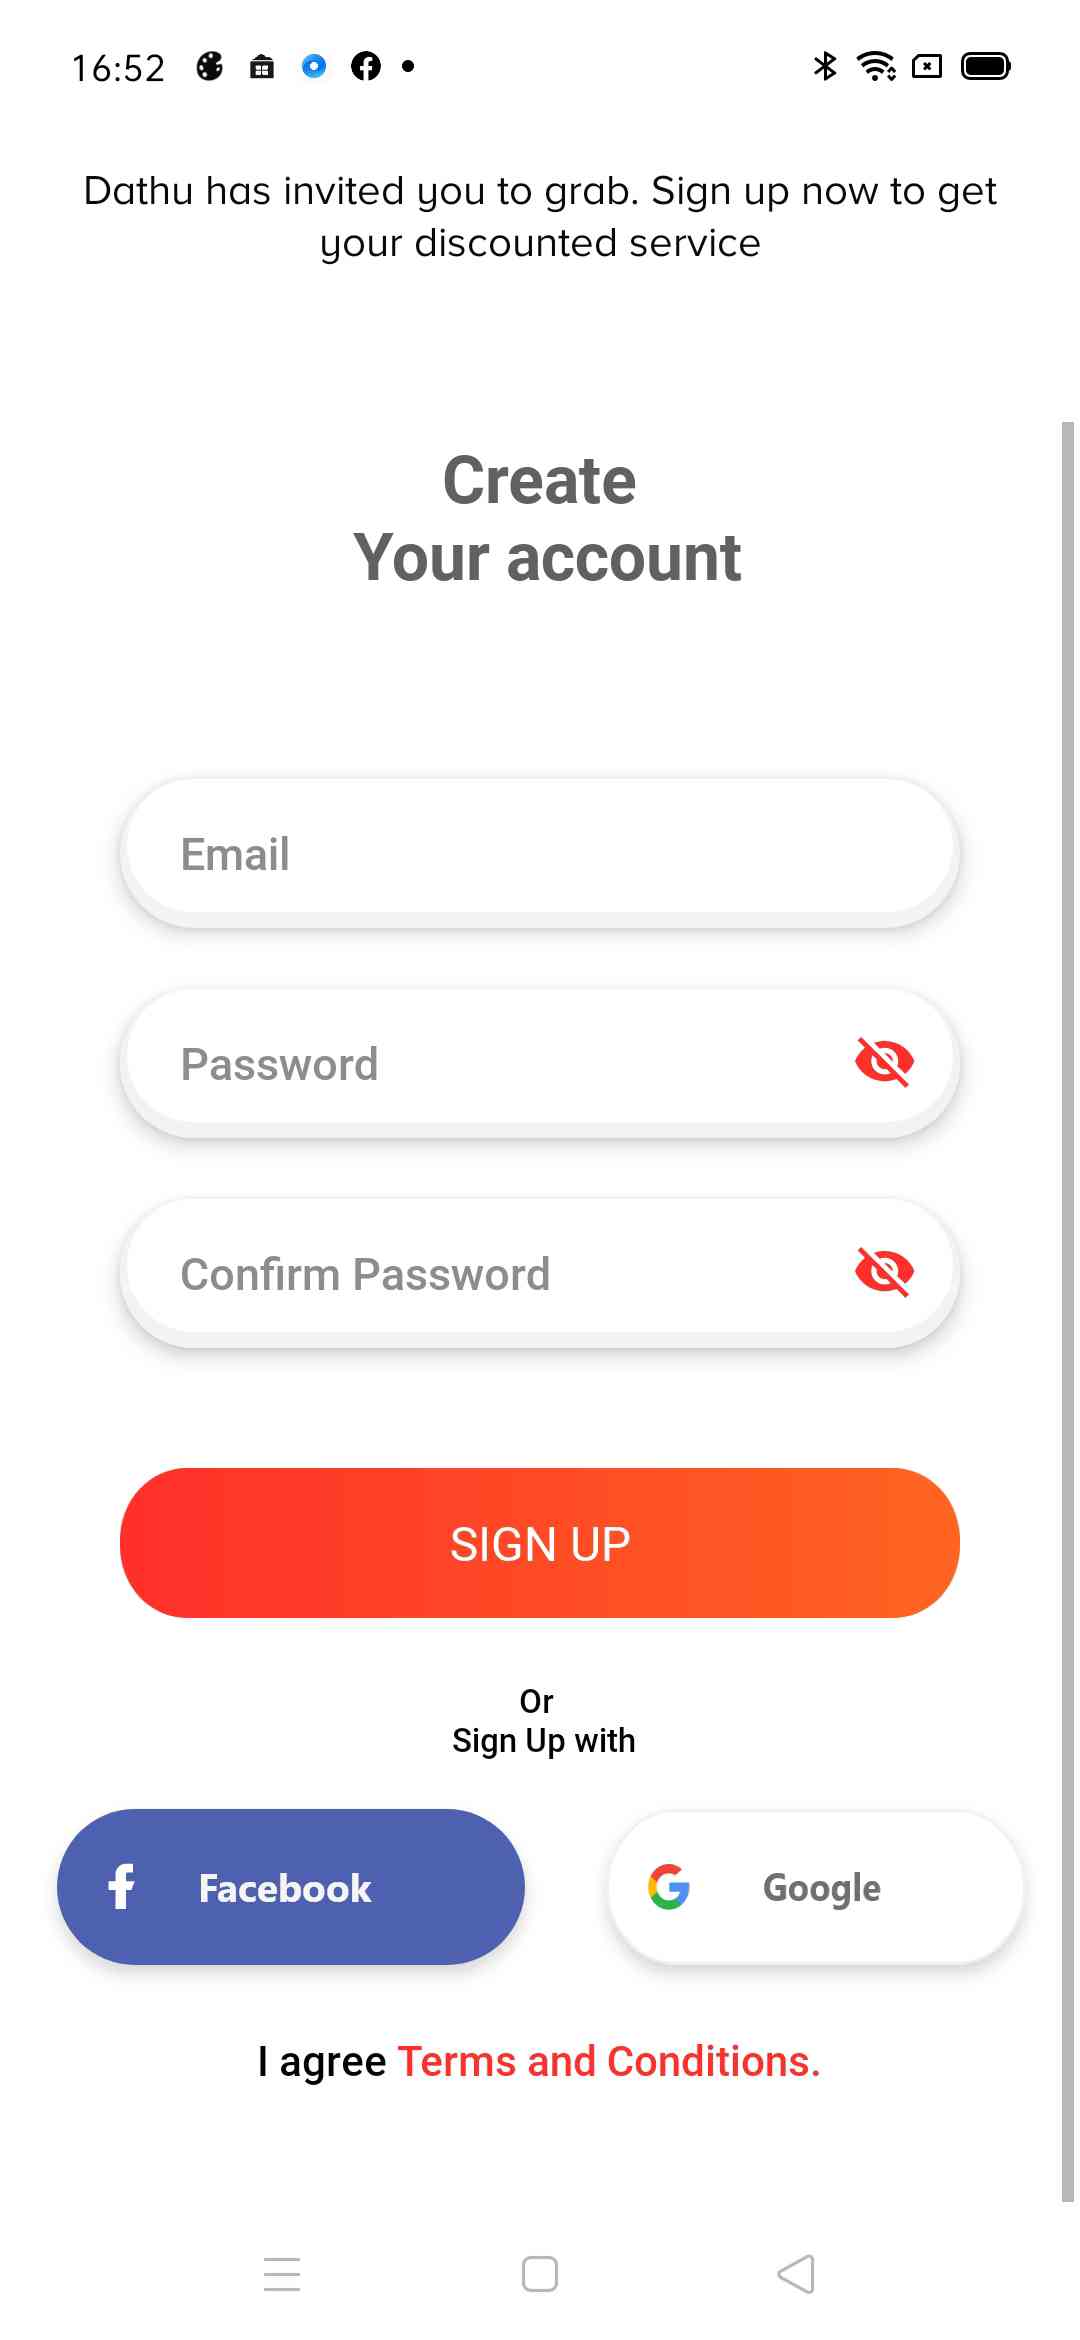 16:52
Dathu has invited you to grab. Sign up now to get
your discounted service
Create
Your account
Email
Password
Confirm Password
SIGN UP
Or
Sign Up with
Facebook
Google
I agree Terms and Conditions.